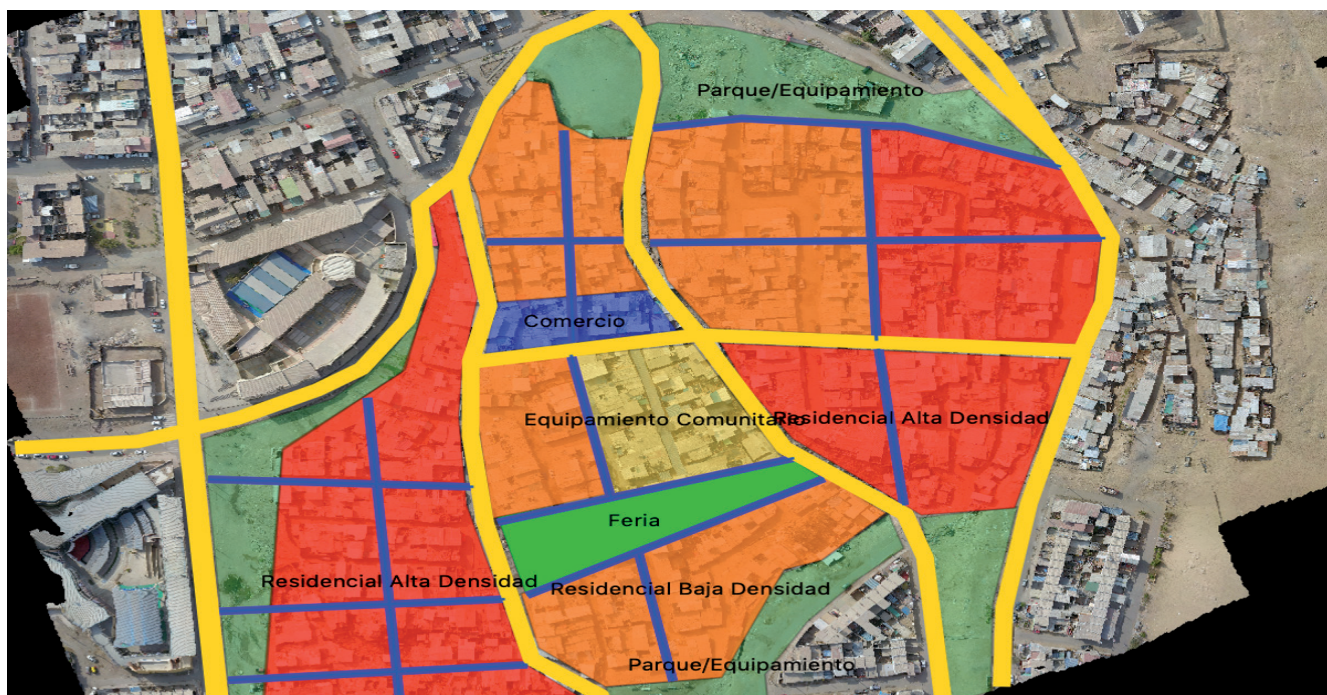 Parque/Equipamiento
Comercio
Equipamiento Comunitario
Residencial Alta Densidad
Feria
Residencial Alta Densidad
Residencial Baja Densidad
Parque/Equipamiento